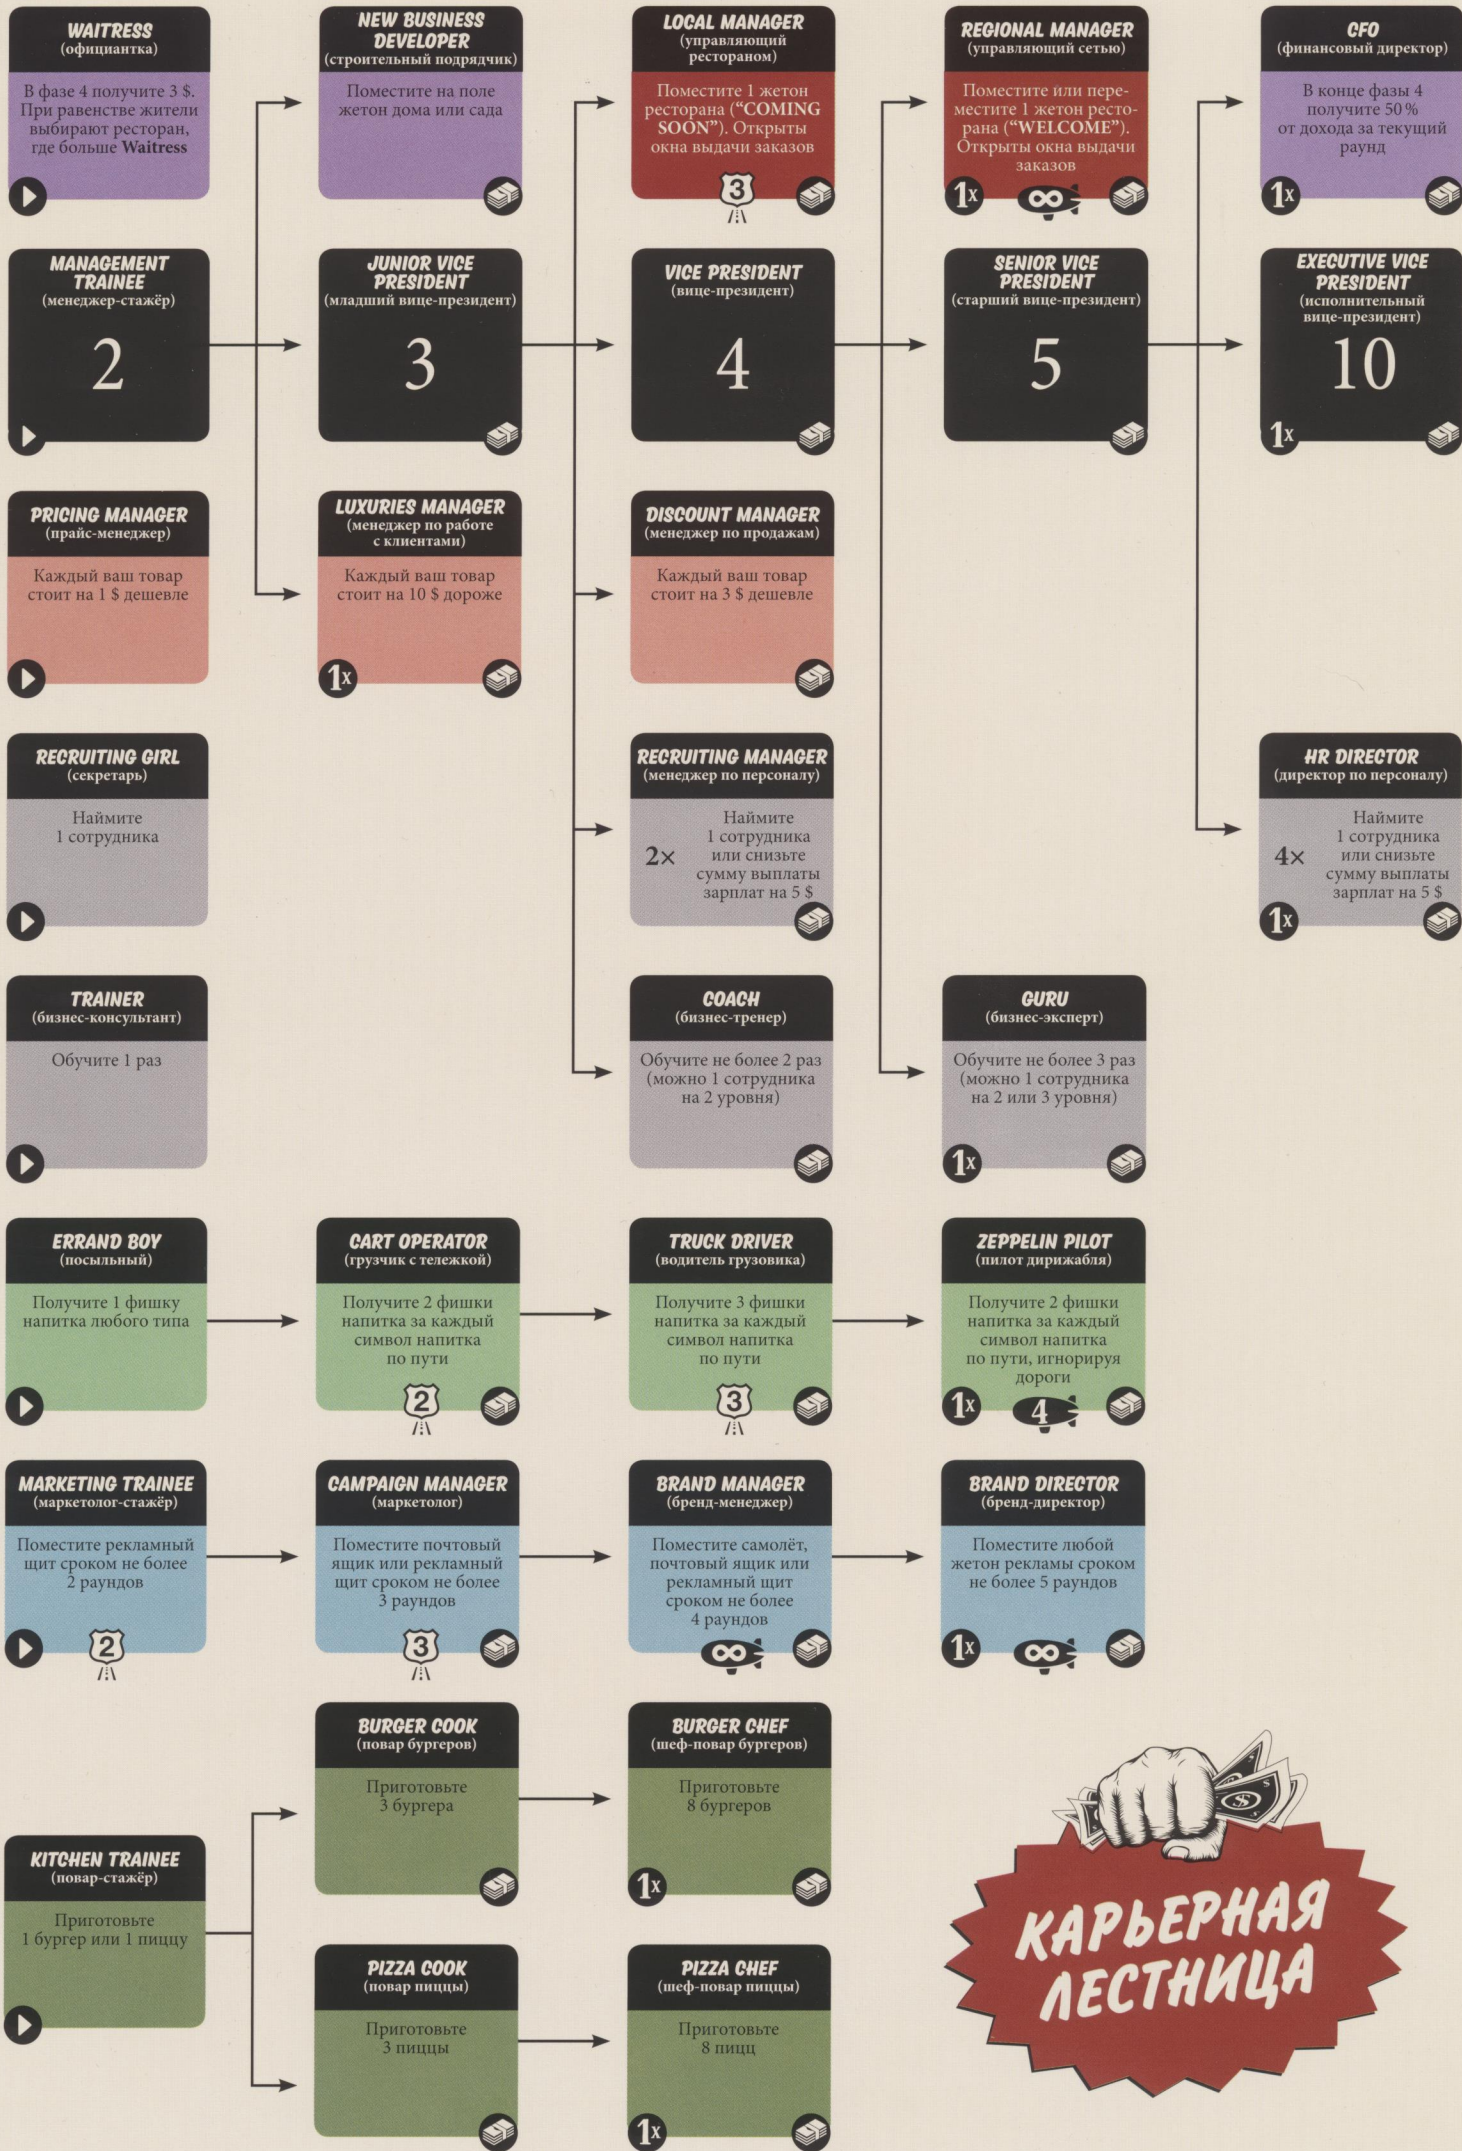 WAITRESS
(официантка)
В фазе 4 получите 3 $.
При равенстве жители
выбирают ресторан,
где больше Waitress
NEW BUSINESS
DEVELOPER
(строительный подрядчик)
Поместите на поле
жетон дома или сада
LOCAL MANAGER
(управляющий
рестораном)
Поместите 1 жетон
ресторана (“COMING
SOON”). Открыты
окна выдачи заказов
3
REGIONAL MANAGER
(управляющий сетью)
Поместите или пере-
местите 1 жетон ресто-
рана (“WELCOME”).
Открыты окна выдачи
заказов
1x
∞
CFO
(финансовый директор)
В конце фазы 4
получите 50 %
от дохода за текущий
раунд
1x
MANAGEMENT
TRAINEE
(менеджер-стажёр)
2
JUNIOR VICE
PRESIDENT
(младший вице-президент)
3
VICE PRESIDENT
(вице-президент)
4
SENIOR VICE
PRESIDENT
(старший вице-президент)
5
EXECUTIVE VICE
PRESIDENT
(исполнительный
вице-президент)
10
1x
PRICING MANAGER
(прайс-менеджер)
Каждый ваш товар
стоит на 1 $ дешевле
LUXURIES MANAGER
(менеджер по работе
с клиентами)
Каждый ваш товар
стоит на 10 $ дороже
1x
DISCOUNT MANAGER
(менеджер по продажам)
Каждый ваш товар
стоит на 3 $ дешевле
RECRUITING GIRL
(секретарь)
Наймите
1 сотрудника
RECRUITING MANAGER
(менеджер по персоналу)
2×
Наймите
1 сотрудника
или снизьте
сумму выплаты
зарплат на 5 $
HR DIRECTOR
(директор по персоналу)
4×
Наймите
1 сотрудника
или снизьте
сумму выплаты
зарплат на 5 $
1x
TRAINER
(бизнес-консультант)
Обучите 1 раз
COACH
(бизнес-тренер)
Обучите не более 2 раз
(можно 1 сотрудника
на 2 уровня)
GURU
(бизнес-эксперт)
Обучите не более 3 раз
(можно 1 сотрудника
на 2 или 3 уровня)
1x
ERRAND BOY
(посыльный)
Получите 1 фишку
напитка любого типа
CART OPERATOR
(грузчик с тележкой)
Получите 2 фишки
напитка за каждый
символ напитка
по пути
2
TRUCK DRIVER
(водитель грузовика)
Получите 3 фишки
напитка за каждый
символ напитка
по пути
3
ZEPPELIN PILOT
(пилот дирижабля)
Получите 2 фишки
напитка за каждый
символ напитка
по пути, игнорируя
дороги
1x
4
MARKETING TRAINEE
(маркетолог-стажёр)
Поместите рекламный
щит сроком не более
2 раундов
2
CAMPAIGN MANAGER
(маркетолог)
Поместите почтовый
ящик или рекламный
щит сроком не более
3 раундов
3
BRAND MANAGER
(бренд-менеджер)
Поместите самолёт,
почтовый ящик или
рекламный щит
сроком не более
4 раундов
∞
BRAND DIRECTOR
(бренд-директор)
Поместите любой
жетон рекламы сроком
не более 5 раундов
1x
∞
KITCHEN TRAINEE
(повар-стажёр)
Приготовьте
1 бургер или 1 пиццу
BURGER COOK
(повар бургеров)
Приготовьте
3 бургера
BURGER CHEF
(шеф-повар бургеров)
Приготовьте
8 бургеров
1x
PIZZA COOK
(повар пиццы)
Приготовьте
3 пиццы
PIZZA CHEF
(шеф-повар пиццы)
Приготовьте
8 пицц
1x
КАРЬЕРНАЯ
ЛЕСТНИЦА